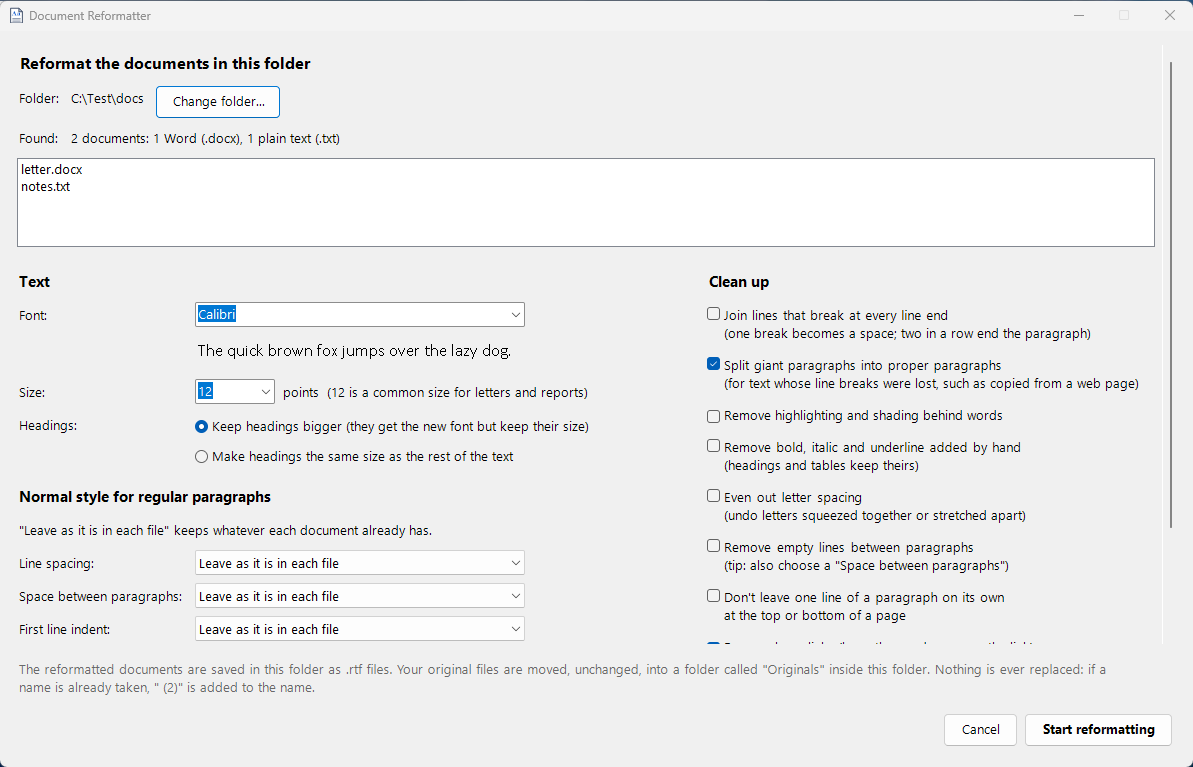 Document Reformatter
Reformat the documents in this folder
Folder: C:\Test\docs Change folder...
Found: 2 documents: 1 Word (.docx), 1 plain text (.txt)
letter.docx
notes.txt
Text
Font: Calibri
The quick brown fox jumps over the lazy dog.
Size: 12 points (12 is a common size for letters and reports)
Headings: Keep headings bigger (they get the new font but keep their size)
Make headings the same size as the rest of the text
Normal style for regular paragraphs
"Leave as it is in each file" keeps whatever each document already has.
Line spacing: Leave as it is in each file
Space between paragraphs: Leave as it is in each file
First line indent: Leave as it is in each file
Clean up
Join lines that break at every line end
(one break becomes a space; two in a row end the paragraph)
Split giant paragraphs into proper paragraphs
(for text whose line breaks were lost, such as copied from a web page)
Remove highlighting and shading behind words
Remove bold, italic and underline added by hand
(headings and tables keep theirs)
Even out letter spacing
(undo letters squeezed together or stretched apart)
Remove empty lines between paragraphs
(tip: also choose a "Space between paragraphs")
Don't leave one line of a paragraph on its own
at the top or bottom of a page
The reformatted documents are saved in this folder as .rtf files. Your original files are moved, unchanged, into a folder called "Originals" inside this folder. Nothing is ever replaced: if a
name is already taken, " (2)" is added to the name.
Cancel Start reformatting